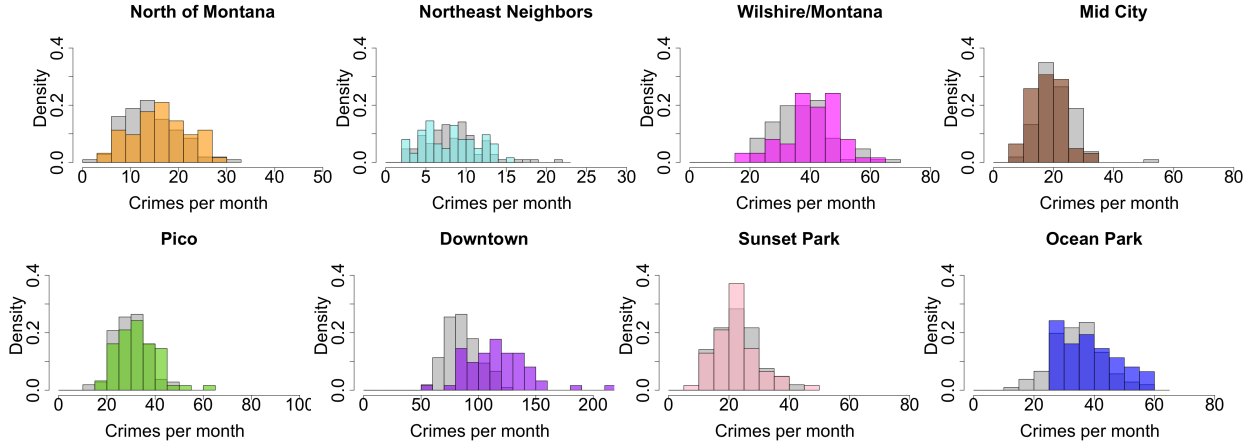 North of Montana
Northeast Neighbors
Wilshire/Montana
Mid City
Density
0.0 0.2 0.4
0 10 20 30 40 50
Crimes per month
Density
0.0 0.2 0.4
0 5 10 15 20 25 30
Crimes per month
Density
0.0 0.2 0.4
0 20 40 60 80
Crimes per month
Density
0.0 0.2 0.4
0 20 40 60 80
Crimes per month
Pico
Downtown
Sunset Park
Ocean Park
Density
0.0 0.2 0.4
0 20 40 60 80
Crimes per month
Density
0.0 0.2 0.4
0 50 100 150 200
Crimes per month
Density
0.0 0.2 0.4
0 20 40 60 80
Crimes per month
Density
0.0 0.2 0.4
0 20 40 60 80
Crimes per month